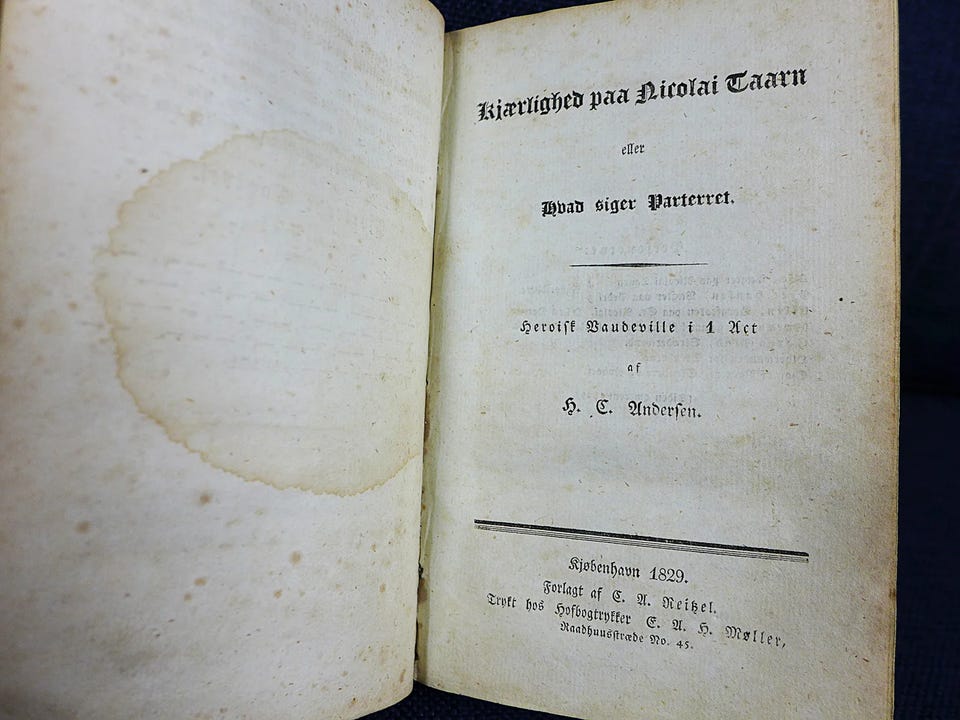 Kjærlighed paa Nicolai Taarn
eller
Hvad siger Parterret.
Heroisk Vaudeville i 1 Act
af
H. C. Andersen.
Kjøbenhavn 1829.
Forlagt af C. A. Reitzel.
Trykt hos Hofbogtrykker E. A. H. Møller,
Raadhuusstræde No. 45.